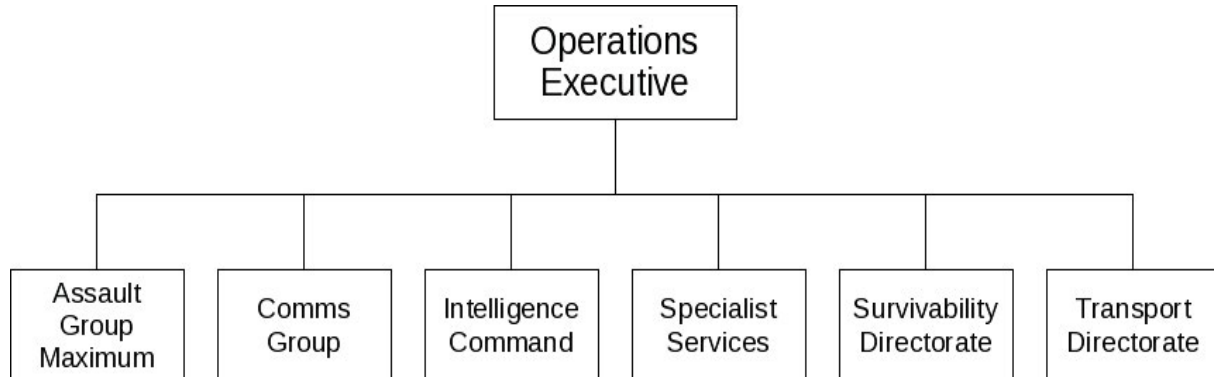 Operations
Executive
Assault
Group
Maximum
Comms
Group
Intelligence
Command
Specialist
Services
Survivability
Directorate
Transport
Directorate